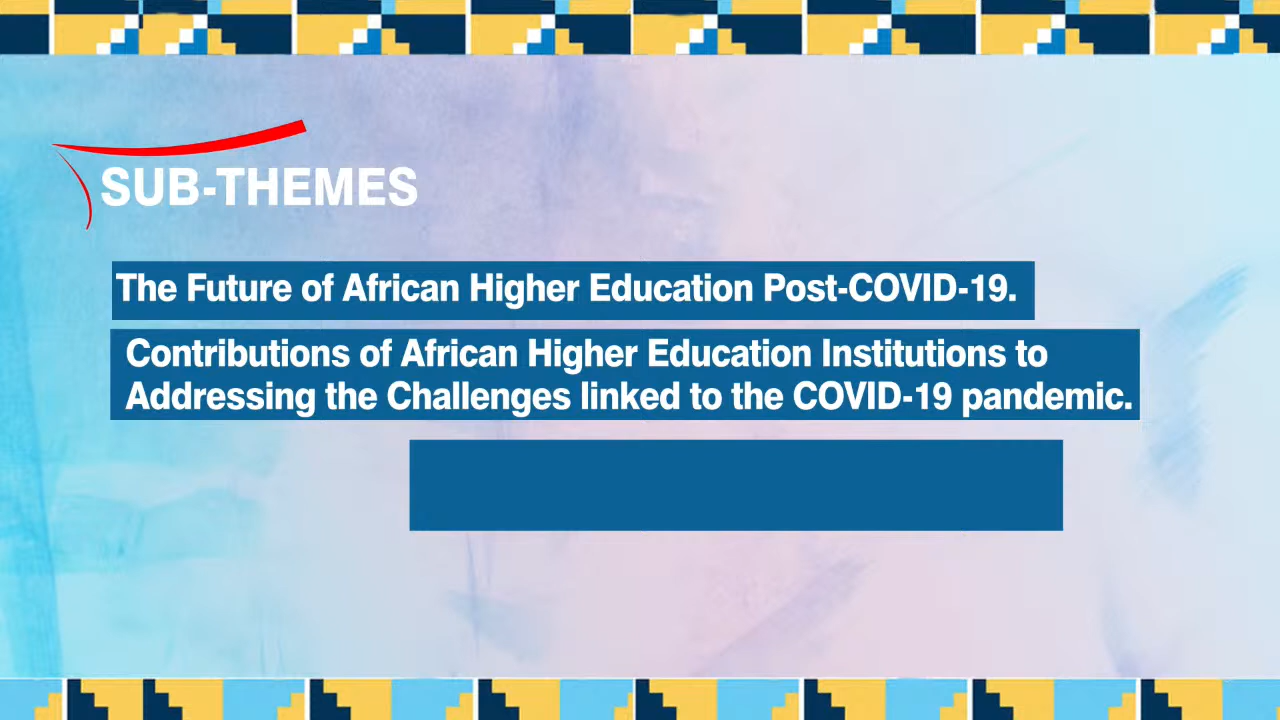 SUB-THEMES
The Future of African Higher Education Post-COVID-19.
Contributions of African Higher Education Institutions to
Addressing the Challenges linked to the COVID-19 pandemic.